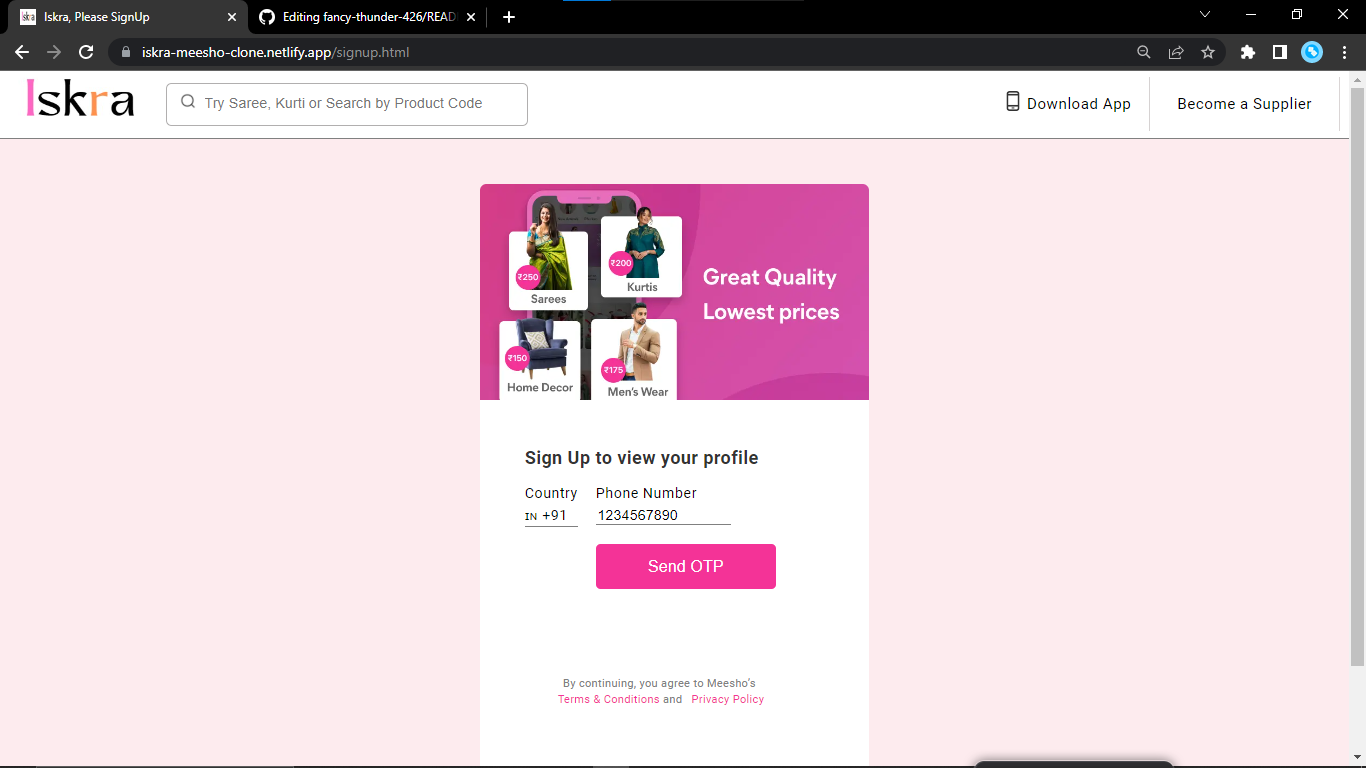 Iskra, Please SignUp
Editing fancy-thunder-426/READ
iskra-meesho-clone.netlify.app/signup.html
Iskra
Try Saree, Kurti or Search by Product Code
Download App
Become a Supplier
₹250
Sarees
₹200
Kurtis
₹150
Home Decor
₹175
Men's Wear
Great Quality
Lowest prices
Sign Up to view your profile
Country Phone Number
IN +91 1234567890
Send OTP
By continuing, you agree to Meesho's
Terms & Conditions and Privacy Policy